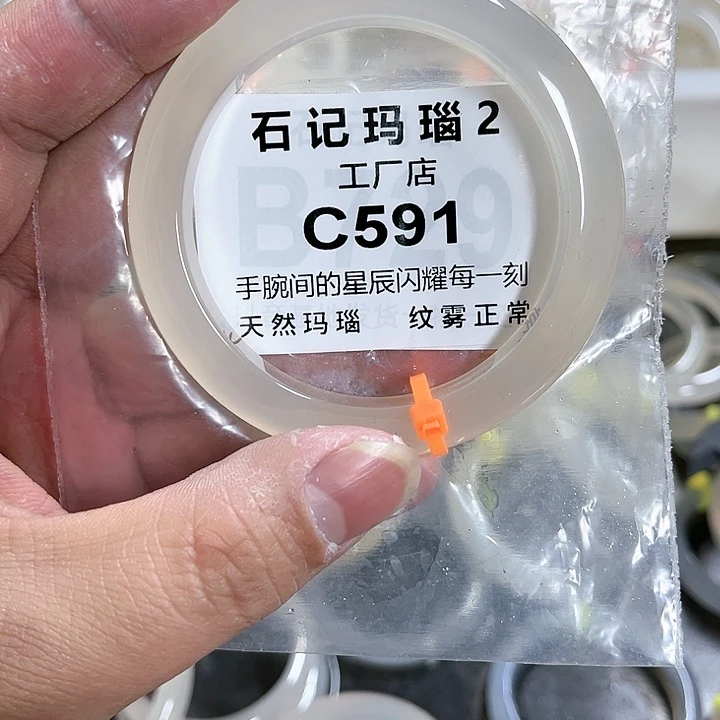 石记玛瑙2
工厂店
C591
手腕间的星辰闪耀每一刻
天然玛瑙 纹雾正常
B729